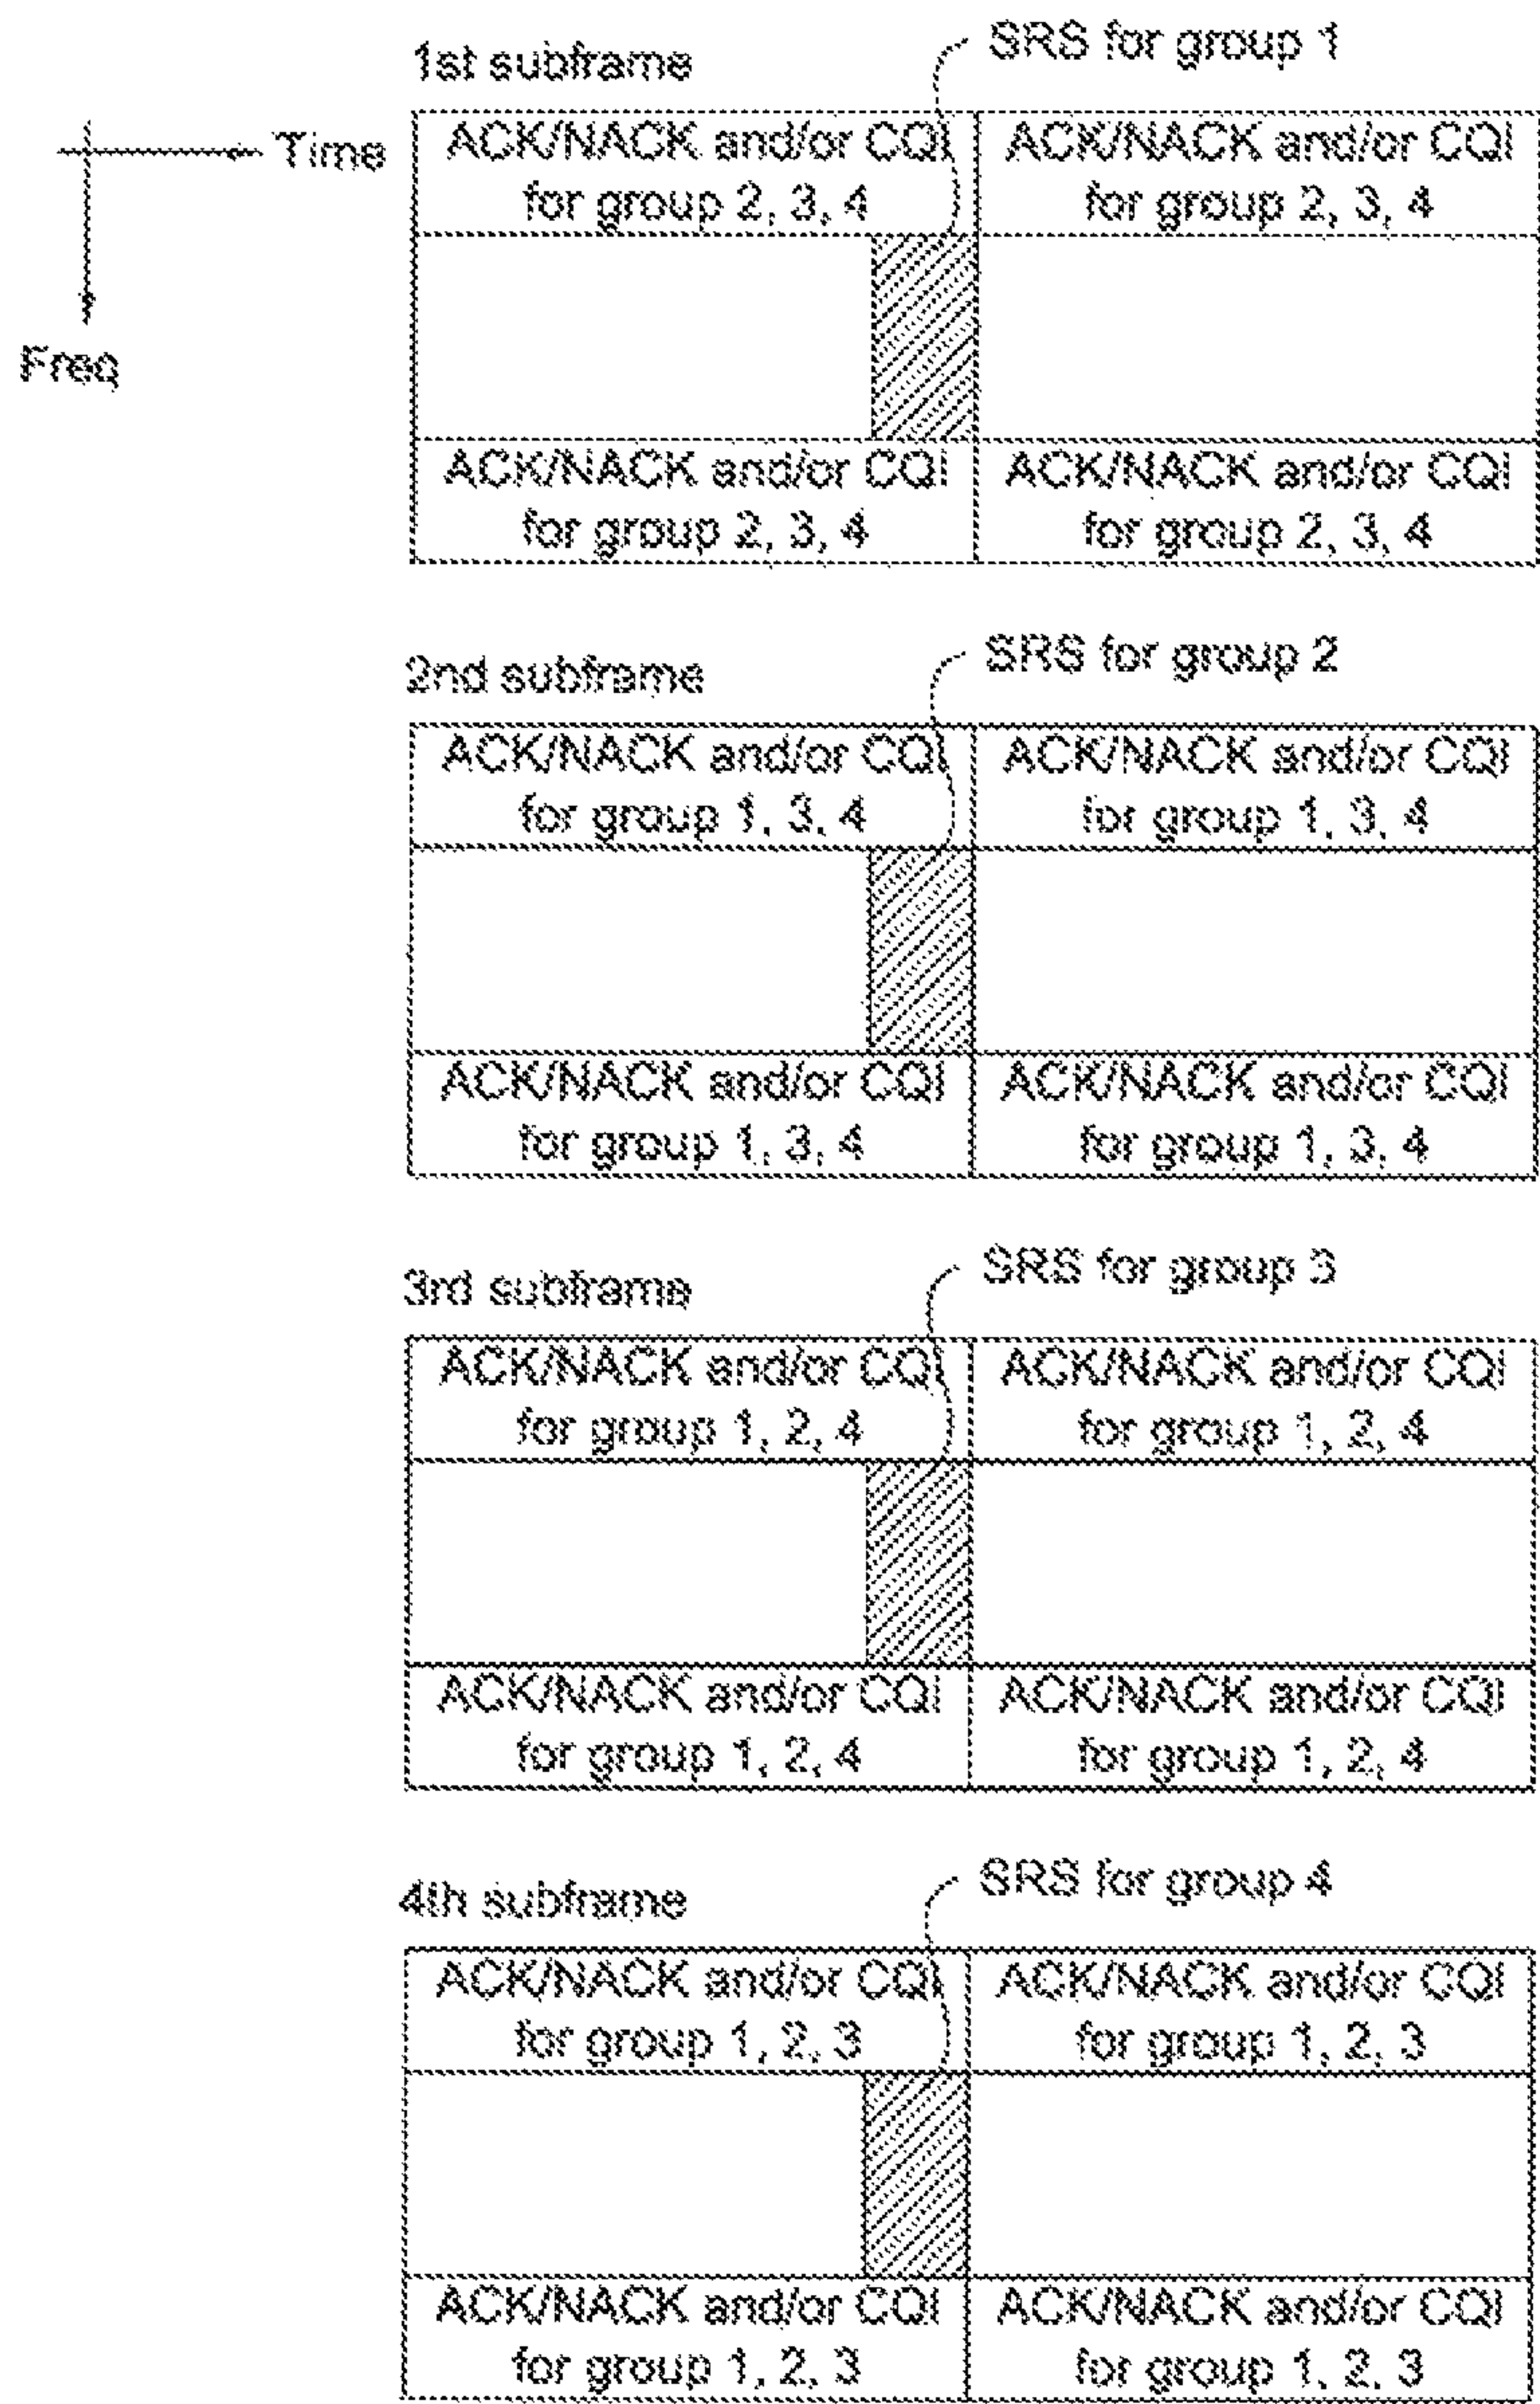 1st subframe
SRS for group 1
Time
Freq
ACK/NACK and/or CQI
for group 2, 3, 4
ACK/NACK and/or CQI
for group 2, 3, 4
ACK/NACK and/or CQI
for group 2, 3, 4
ACK/NACK and/or CQI
for group 2, 3, 4
2nd subframe
SRS for group 2
ACK/NACK and/or CQI
for group 1, 3, 4
ACK/NACK and/or CQI
for group 1, 3, 4
ACK/NACK and/or CQI
for group 1, 3, 4
ACK/NACK and/or CQI
for group 1, 3, 4
3rd subframe
SRS for group 3
ACK/NACK and/or CQI
for group 1, 2, 4
ACK/NACK and/or CQI
for group 1, 2, 4
ACK/NACK and/or CQI
for group 1, 2, 4
ACK/NACK and/or CQI
for group 1, 2, 4
4th subframe
SRS for group 4
ACK/NACK and/or CQI
for group 1, 2, 3
ACK/NACK and/or CQI
for group 1, 2, 3
ACK/NACK and/or CQI
for group 1, 2, 3
ACK/NACK and/or CQI
for group 1, 2, 3